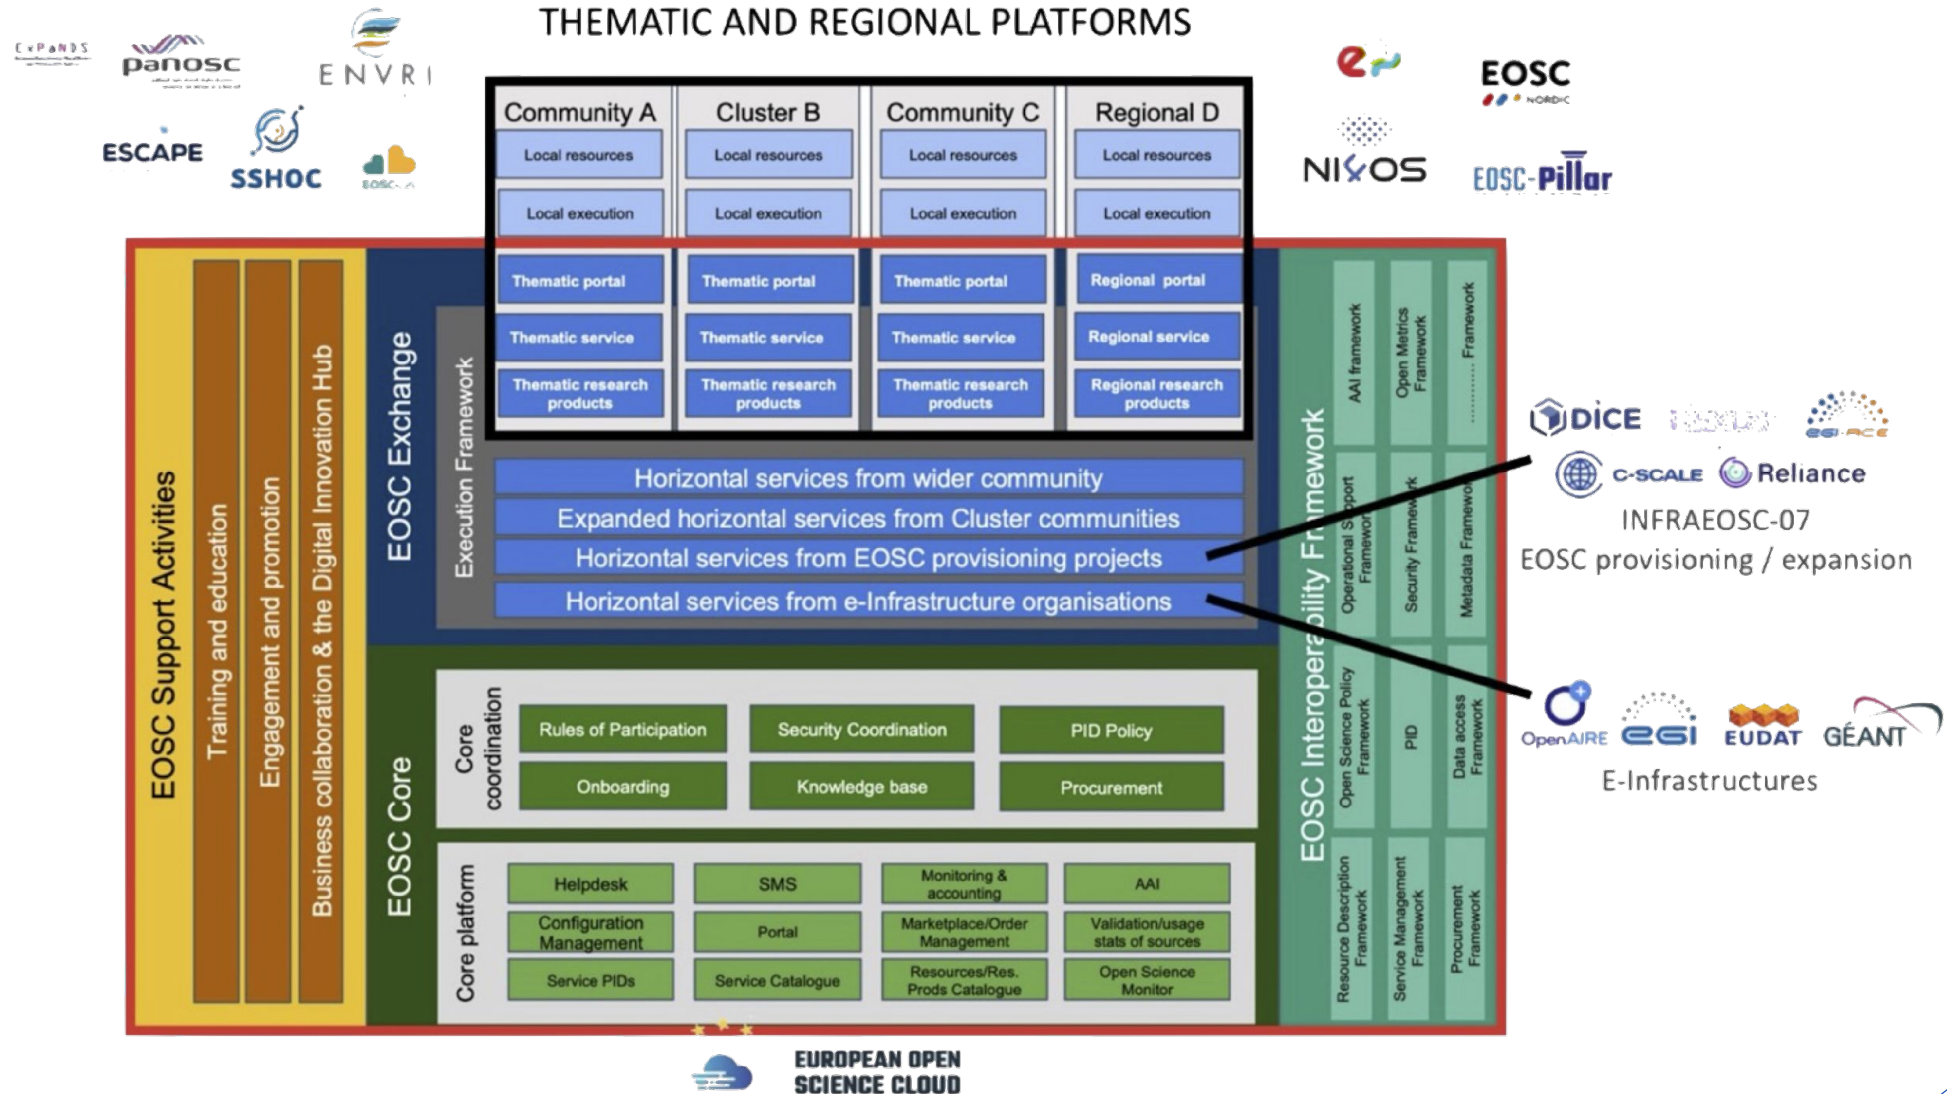 THEMATIC AND REGIONAL PLATFORMS
ExPaNDS
panosc
ENVRI
ESCAPE
SSHOC
EOSC
NORDIC
NI4OS
EOSC-Pillar
Community A
Cluster B
Community C
Regional D
Local resources
Local resources
Local resources
Local resources
Local execution
Local execution
Local execution
Local execution
Thematic portal
Thematic portal
Thematic portal
Regional portal
Thematic service
Thematic service
Thematic service
Regional service
Thematic research
products
Thematic research
products
Thematic research
products
Regional research
products
EOSC Support Activities
Training and education
Engagement and promotion
Business collaboration & the Digital Innovation Hub
EOSC Exchange
Execution Framework
Horizontal services from wider community
Expanded horizontal services from Cluster communities
Horizontal services from EOSC provisioning projects
Horizontal services from e-Infrastructure organisations
EOSC Core
Core
coordination
Rules of Participation
Security Coordination
PID Policy
Onboarding
Knowledge base
Procurement
Core platform
Helpdesk
SMS
Monitoring &
accounting
AAI
Configuration
Management
Portal
Marketplace/Order
Management
Validation/usage
stats of sources
Service PIDs
Service Catalogue
Resources/Res.
Prods Catalogue
Open Science
Monitor
EOSC Interoperability Framework
AAI framework
Open Metrics
Framework
........... Framework
Operational Support
Framework
Security Framework
Metadata Framework
Open Science Policy
Framework
PID
Data access
Framework
Resource Description
Framework
Service Management
Framework
Procurement
Framework
DICE
EGI-ACE
C-SCALE
Reliance
INFRAEOSC-07
EOSC provisioning / expansion
OpenAIRE
EGI
EUDAT
GÉANT
E-Infrastructures
EUROPEAN OPEN
SCIENCE CLOUD